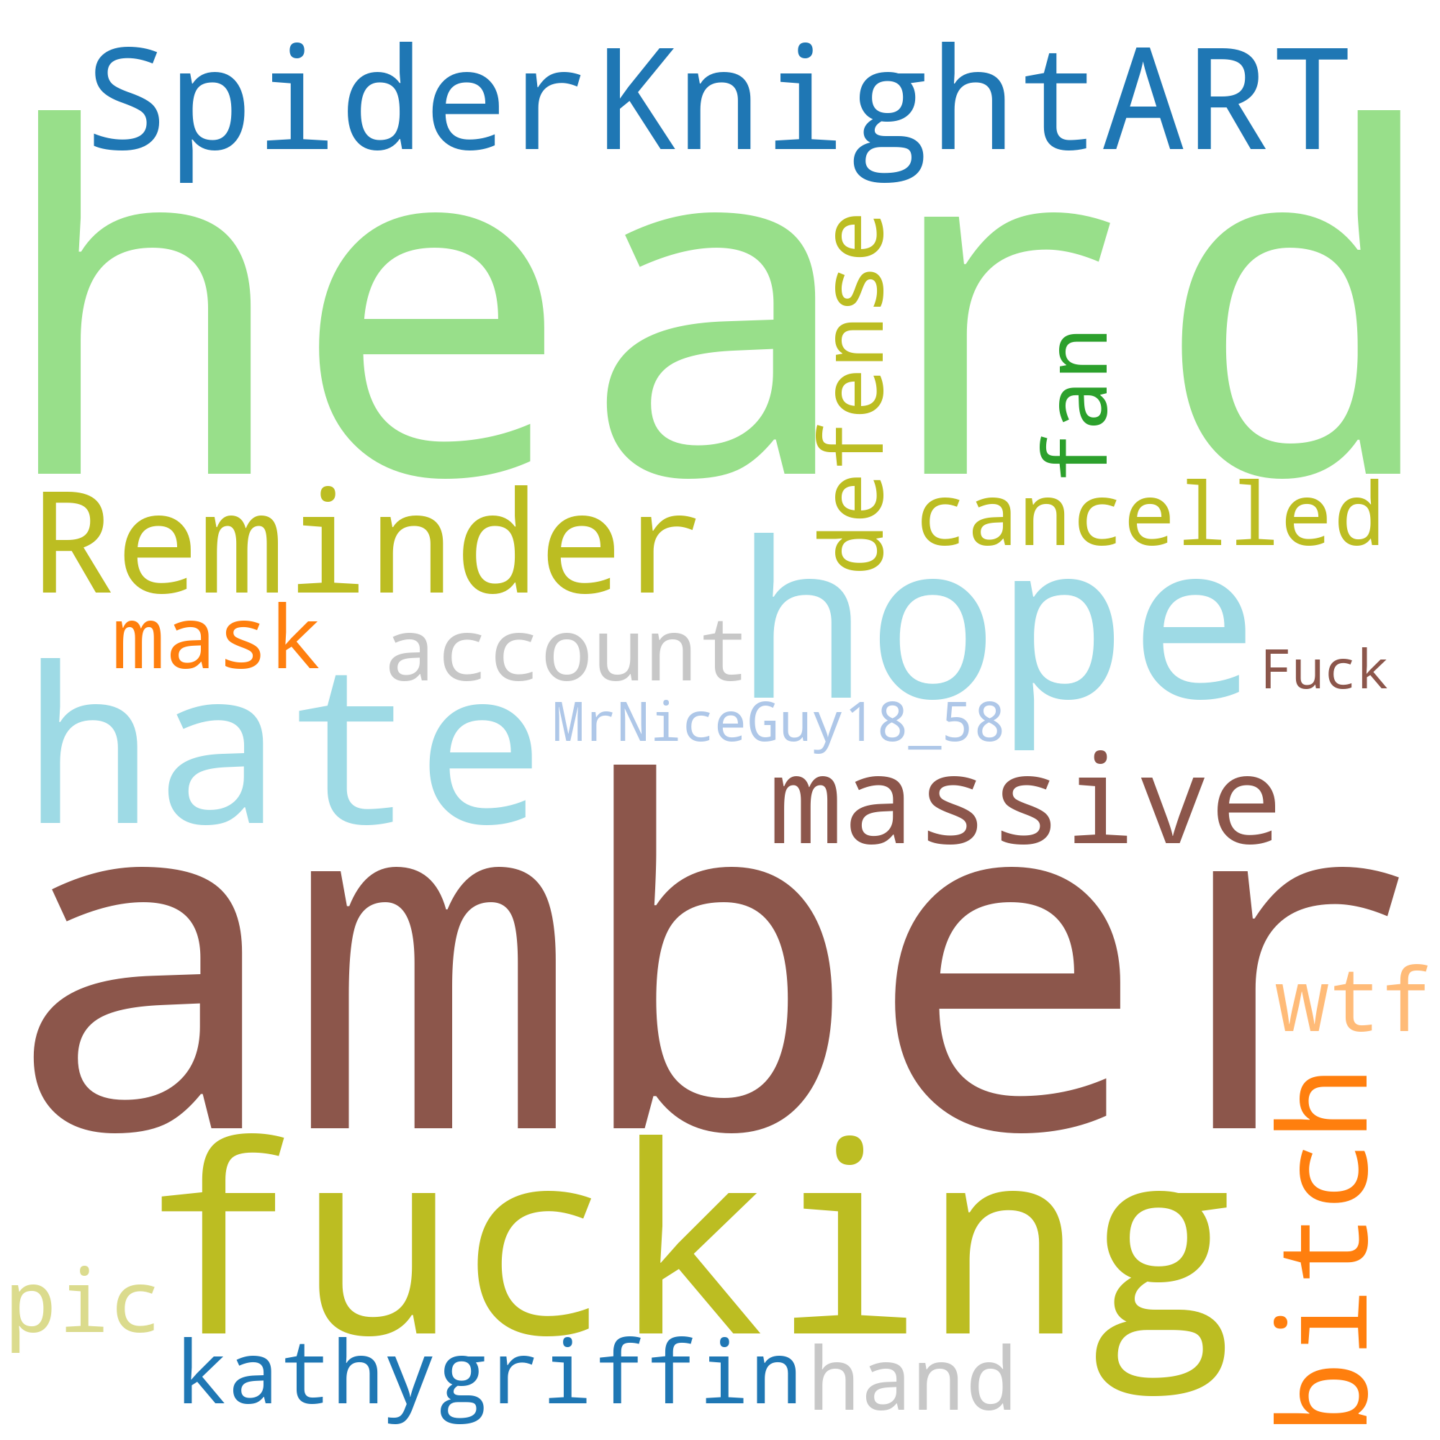 SpiderKnightART
heard
defense
fan
Reminder
cancelled
hope
mask
account
Fuck
hate
MrNiceGuy18_58
massive
amber
wtf
bitch
fucking
pic
kathygriffin
hand